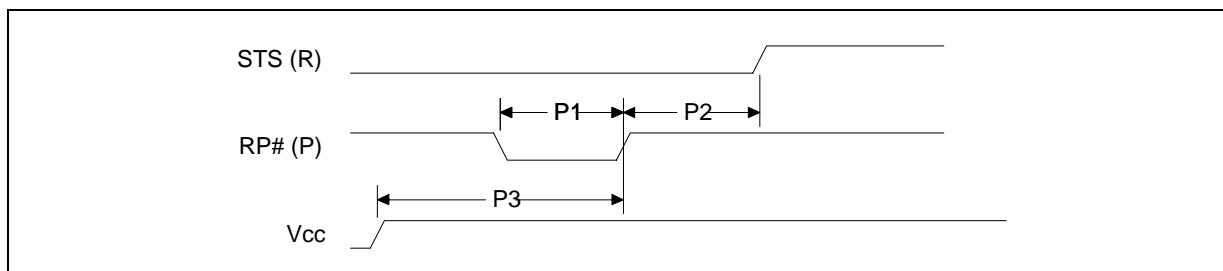 STS (R)
P1 P2
RP# (P)
P3
Vcc